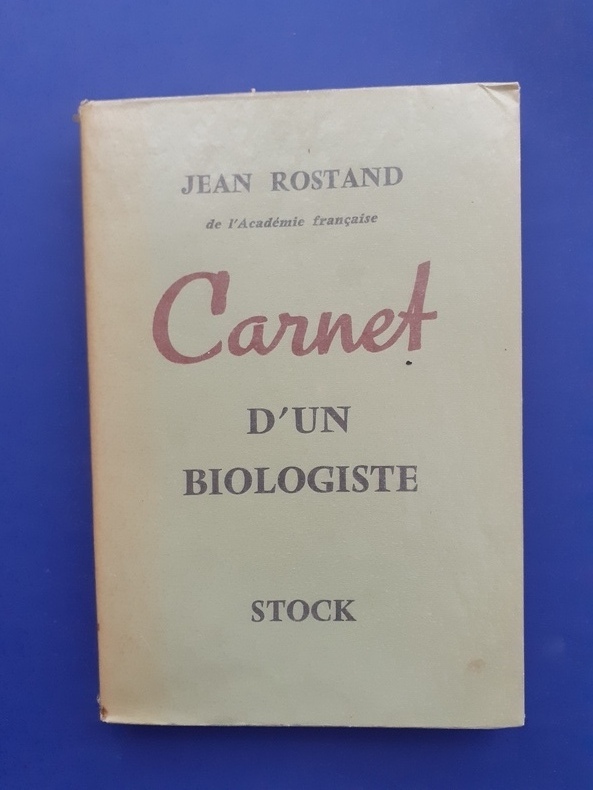 JEAN ROSTAND
de l'Académie française
Carnet
D'UN
BIOLOGISTE
STOCK